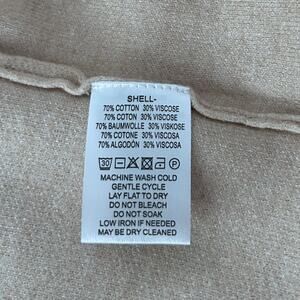 SHELL-
70% COTTON 30% VISCOSE
70% COTON 30% VISCOSE
70% BAUMWOLLE 30% VISKOSE
70% COTONE 30% VISCOSA
70% ALGODÓN 30% VISCOSA
30 P
MACHINE WASH COLD
GENTLE CYCLE
LAY FLAT TO DRY
DO NOT BLEACH
DO NOT SOAK
LOW IRON IF NEEDED
MAY BE DRY CLEANED